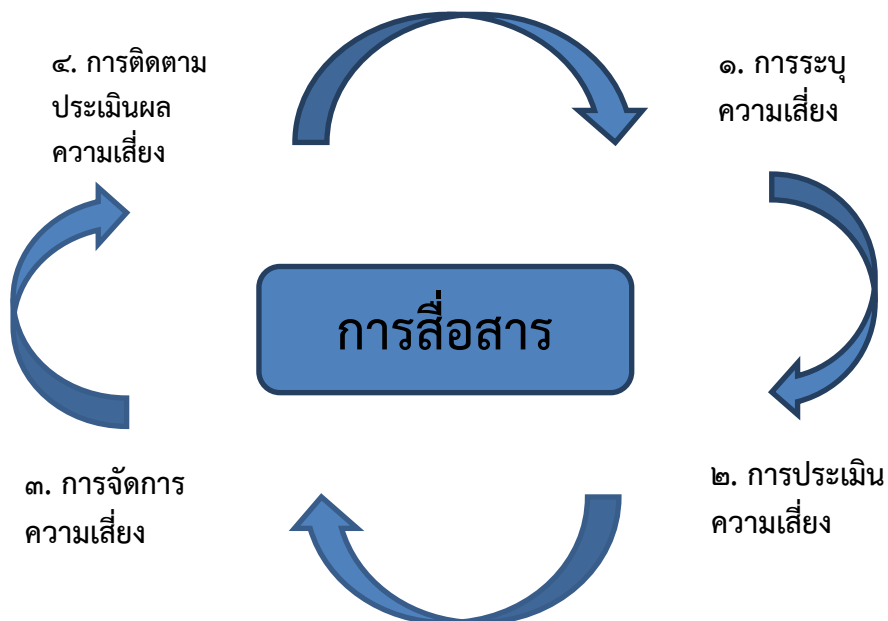 ๔. การติดตาม
ประเมินผล
ความเสี่ยง
๑. การระบุ
ความเสี่ยง
การสื่อสาร
๓. การจัดการ
ความเสี่ยง
๒. การประเมิน
ความเสี่ยง